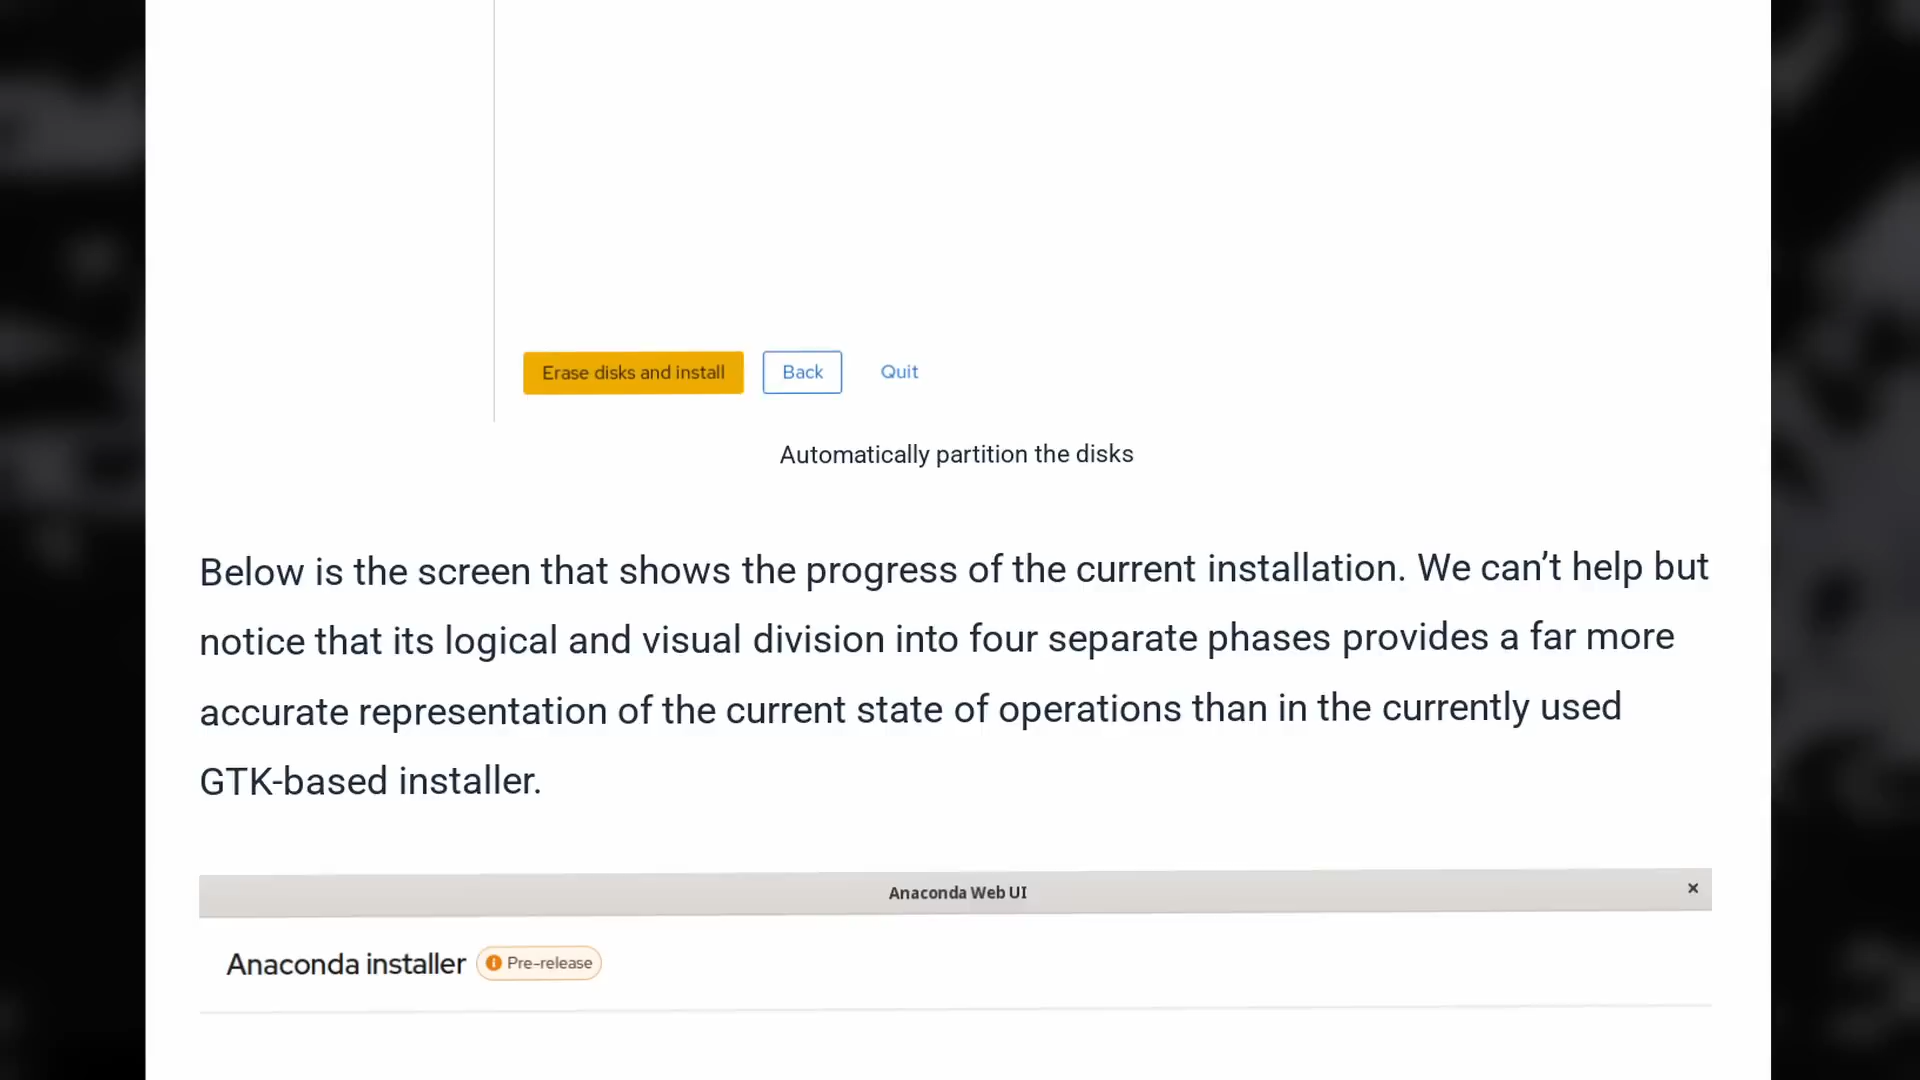 Erase disks and install Back Quit
Automatically partition the disks
Below is the screen that shows the progress of the current installation. We can’t help but
notice that its logical and visual division into four separate phases provides a far more
accurate representation of the current state of operations than in the currently used
GTK-based installer.
Anaconda Web UI ×
Anaconda installer Pre-release